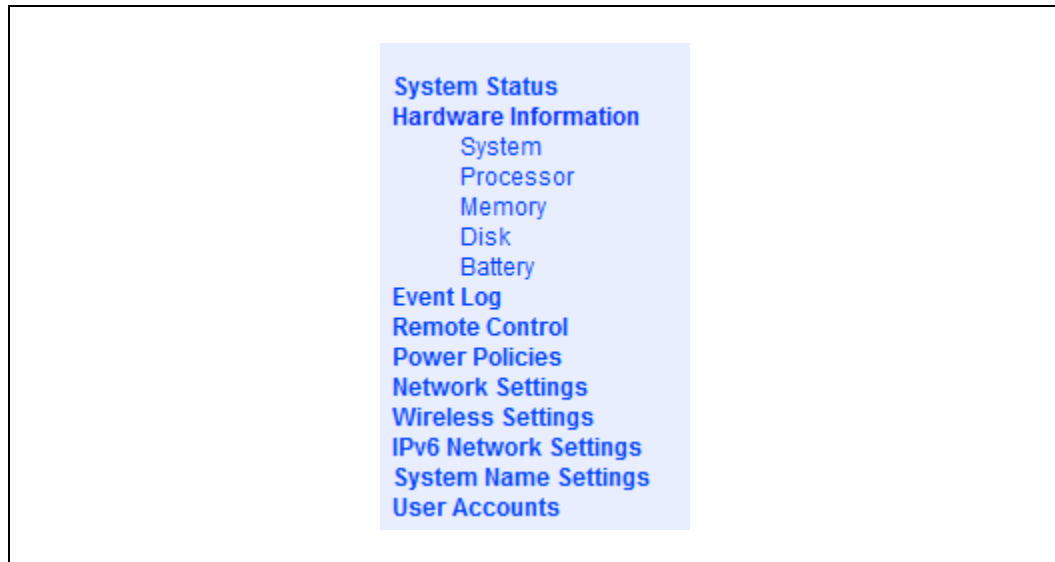 System Status
Hardware Information
System
Processor
Memory
Disk
Battery
Event Log
Remote Control
Power Policies
Network Settings
Wireless Settings
IPv6 Network Settings
System Name Settings
User Accounts